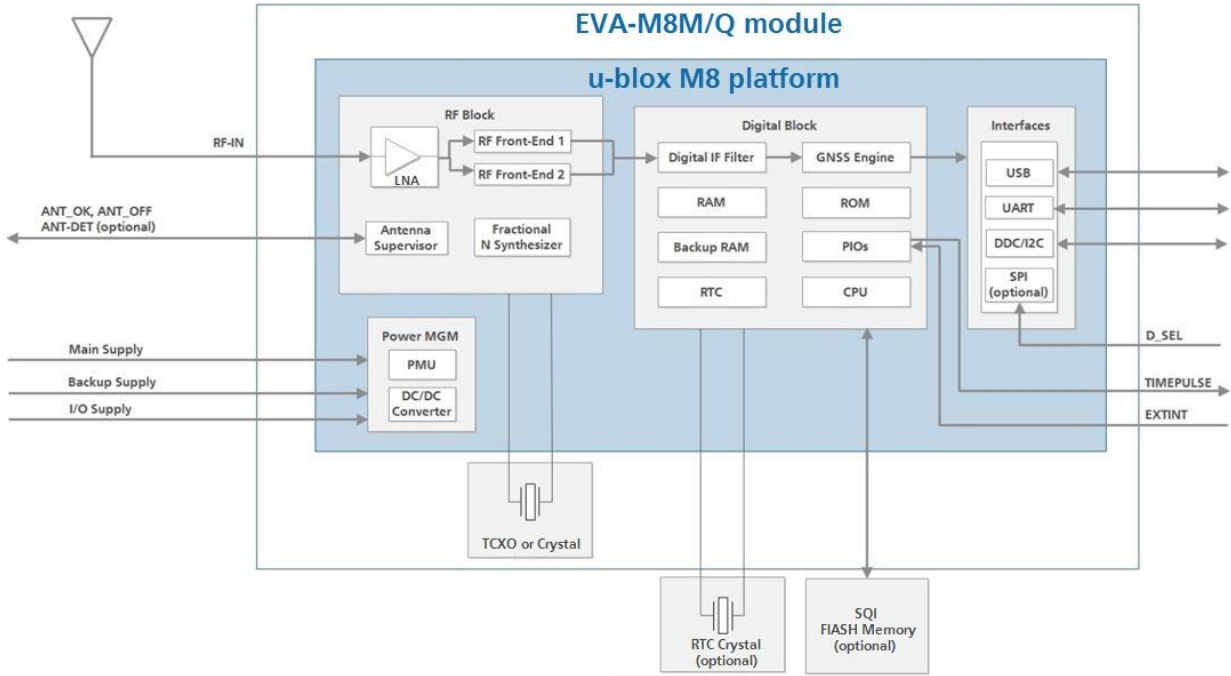 EVA-M8M/Q module
u-blox M8 platform
RF Block
RF-IN
LNA
RF Front-End 1
RF Front-End 2
ANT_OK, ANT_OFF
ANT-DET (optional)
Antenna
Supervisor
Fractional
N Synthesizer
Digital Block
Digital IF Filter
GNSS Engine
RAM
ROM
Backup RAM
PIOs
RTC
CPU
Interfaces
USB
UART
DDC/I2C
SPI
(optional)
D_SEL
TIMEPULSE
EXTINT
Main Supply
Backup Supply
I/O Supply
Power MGM
PMU
DC/DC
Converter
TCXO or Crystal
RTC Crystal
(optional)
SQI
FIASH Memory
(optional)